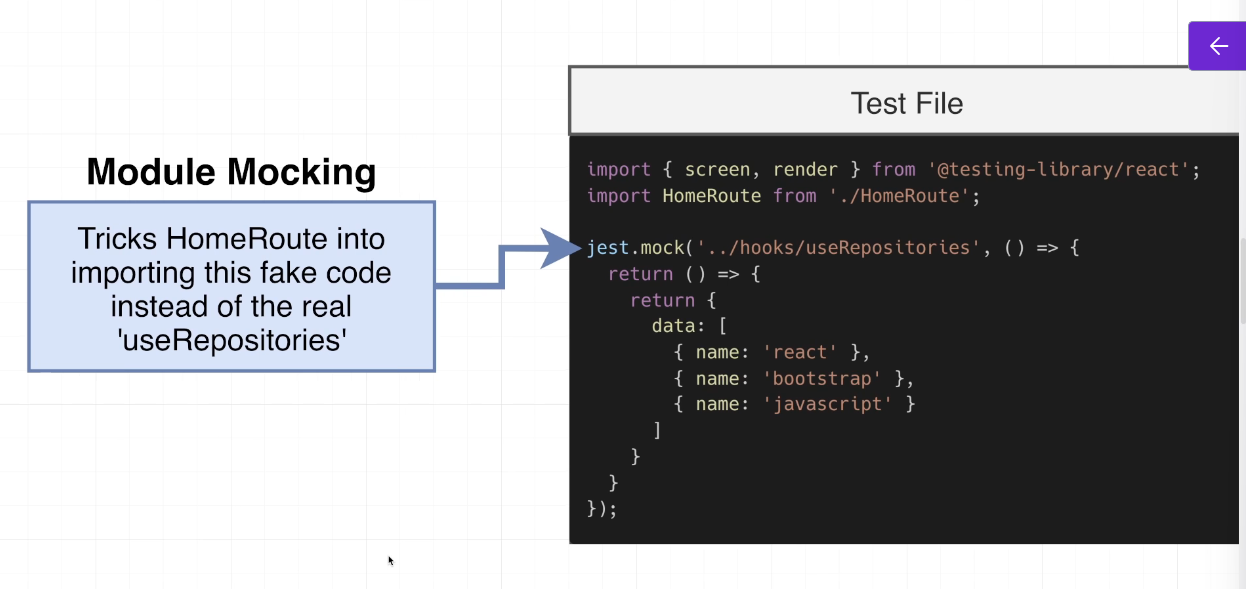 Module Mocking
Tricks HomeRoute into
importing this fake code
instead of the real
'useRepositories'
Test File
import { screen, render } from '@testing-library/react';
import HomeRoute from './HomeRoute';
jest.mock('../hooks/useRepositories', () => {
  return () => {
    return {
      data: [
        { name: 'react' },
        { name: 'bootstrap' },
        { name: 'javascript' }
      ]
    }
  }
});